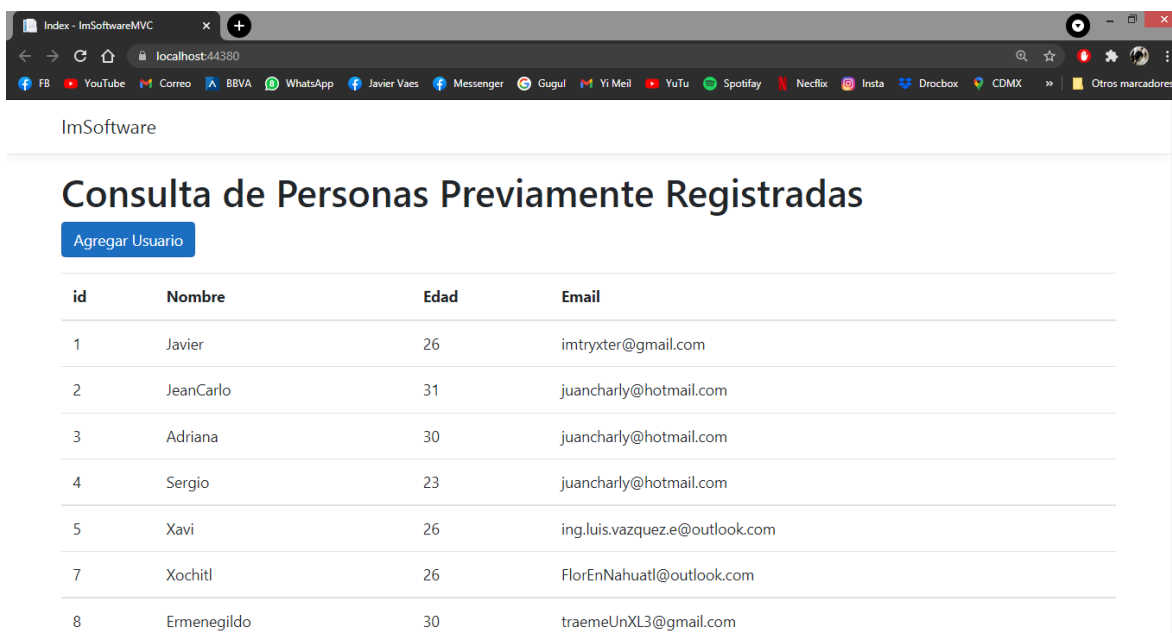 Index - ImSoftwareMVC
localhost:44380
FB YouTube Correo BBVA WhatsApp Javier Vaes Messenger Gugul Yi Meil YuTu Spotifay Necflix Insta Drocbox CDMX » Otros marcadores
ImSoftware
Consulta de Personas Previamente Registradas
Agregar Usuario
id Nombre Edad Email
1 Javier 26 imtryxter@gmail.com
2 JeanCarlo 31 juancharly@hotmail.com
3 Adriana 30 juancharly@hotmail.com
4 Sergio 23 juancharly@hotmail.com
5 Xavi 26 ing.luis.vazquez.e@outlook.com
7 Xochitl 26 FlorEnNahuatl@outlook.com
8 Ermenegildo 30 traemeUnXL3@gmail.com